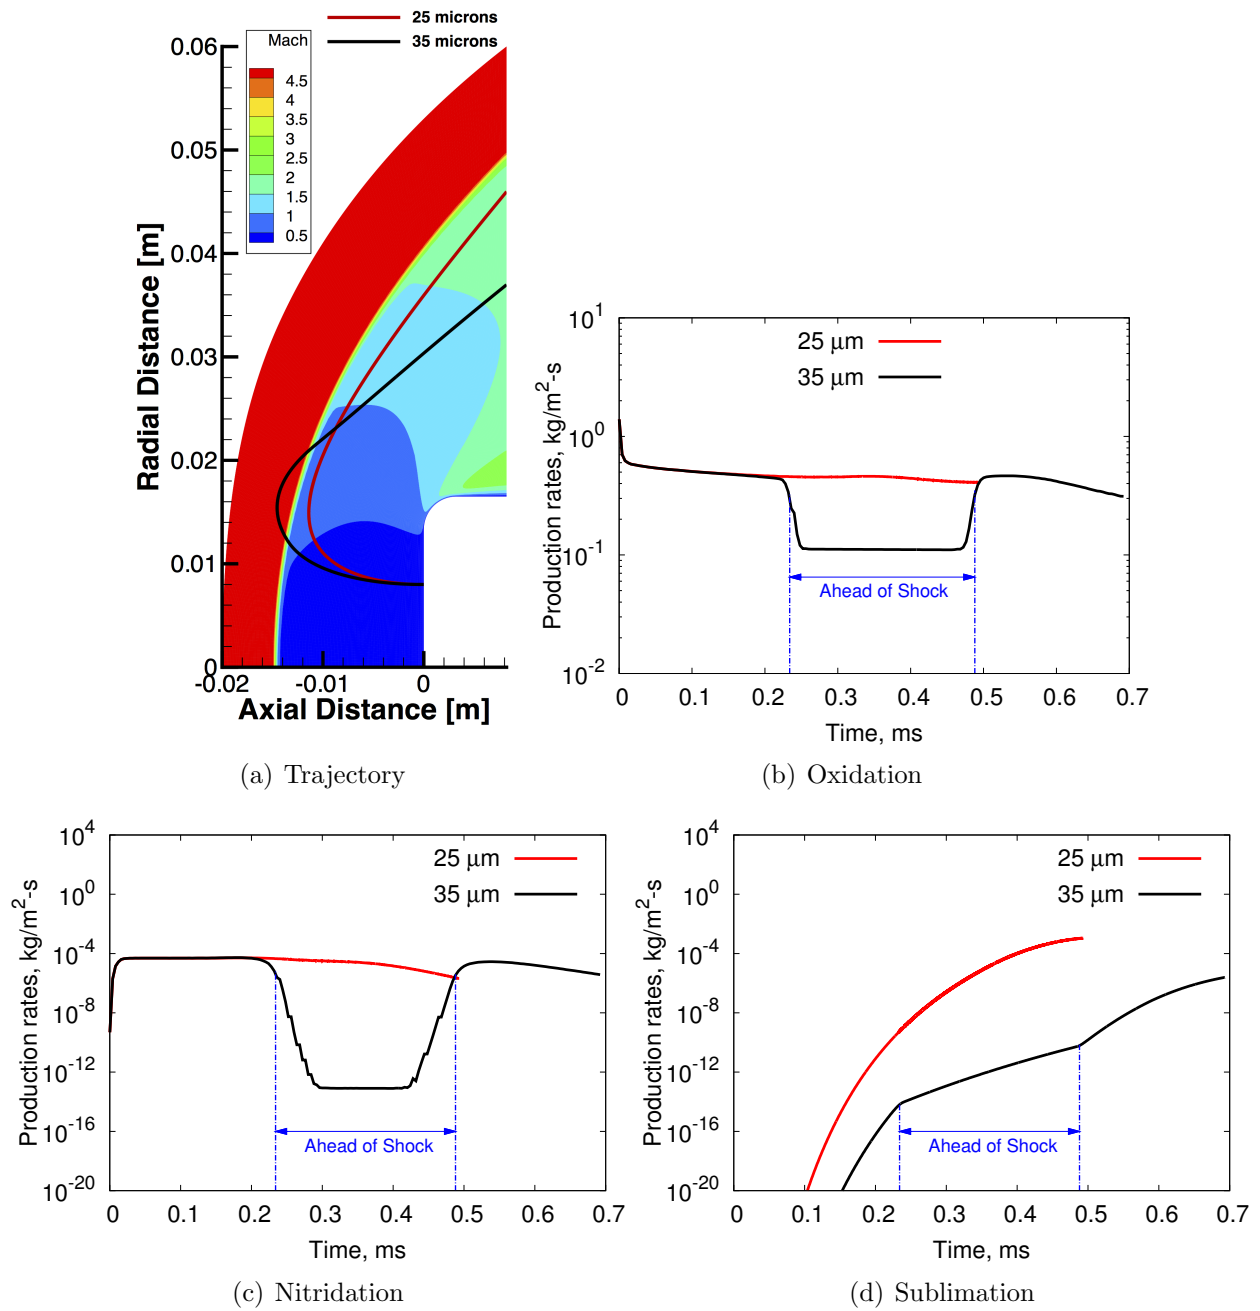 25 microns
35 microns
Mach
4.5
4
3.5
3
2.5
2
1.5
1
0.5
0.06
0.05
0.04
0.03
0.02
0.01
0
-0.02
-0.01
0
Radial Distance [m]
Axial Distance [m]
(a) Trajectory
25 μm
35 μm
10^1
10^0
10^-1
10^-2
Production rates, kg/m^2-s
Ahead of Shock
0 0.1 0.2 0.3 0.4 0.5 0.6 0.7
Time, ms
(b) Oxidation
25 μm
35 μm
10^4
10^0
10^-4
10^-8
10^-12
10^-16
10^-20
Production rates, kg/m^2-s
Ahead of Shock
0 0.1 0.2 0.3 0.4 0.5 0.6 0.7
Time, ms
(c) Nitridation
25 μm
35 μm
10^4
10^0
10^-4
10^-8
10^-12
10^-16
10^-20
Production rates, kg/m^2-s
Ahead of Shock
0 0.1 0.2 0.3 0.4 0.5 0.6 0.7
Time, ms
(d) Sublimation